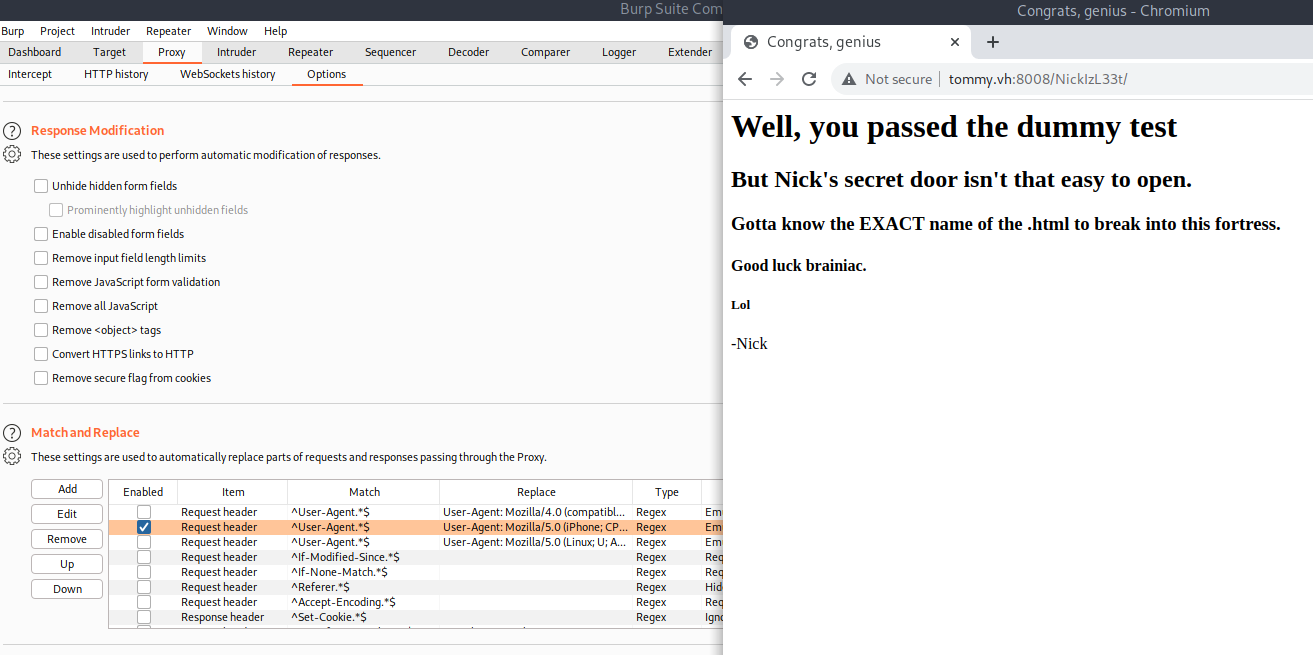 Burp Suite Com
Burp Project Intruder Repeater Window Help
Dashboard Target Proxy Intruder Repeater Sequencer Decoder Comparer Logger Extender
Intercept HTTP history WebSockets history Options
Response Modification
These settings are used to perform automatic modification of responses.
Unhide hidden form fields
Prominently highlight unhidden fields
Enable disabled form fields
Remove input field length limits
Remove JavaScript form validation
Remove all JavaScript
Remove <object> tags
Convert HTTPS links to HTTP
Remove secure flag from cookies
Match and Replace
These settings are used to automatically replace parts of requests and responses passing through the Proxy.
Add
Edit
Remove
Up
Down
Enabled Item Match Replace Type
Request header ^User-Agent.*$ User-Agent: Mozilla/4.0 (compatibl... Regex Em
Request header ^User-Agent.*$ User-Agent: Mozilla/5.0 (iPhone; CP... Regex Em
Request header ^User-Agent.*$ User-Agent: Mozilla/5.0 (Linux; U; A... Regex Em
Request header ^If-Modified-Since.*$ Regex Req
Request header ^If-None-Match.*$ Regex Req
Request header ^Referer.*$ Regex Hid
Request header ^Accept-Encoding.*$ Regex Req
Response header ^Set-Cookie.*$ Regex Ign
Congrats, genius - Chromium
Congrats, genius
Not secure tommy.vh:8008/NickIzL33t/
Well, you passed the dummy test
But Nick's secret door isn't that easy to open.
Gotta know the EXACT name of the .html to break into this fortress.
Good luck brainiac.
Lol
-Nick